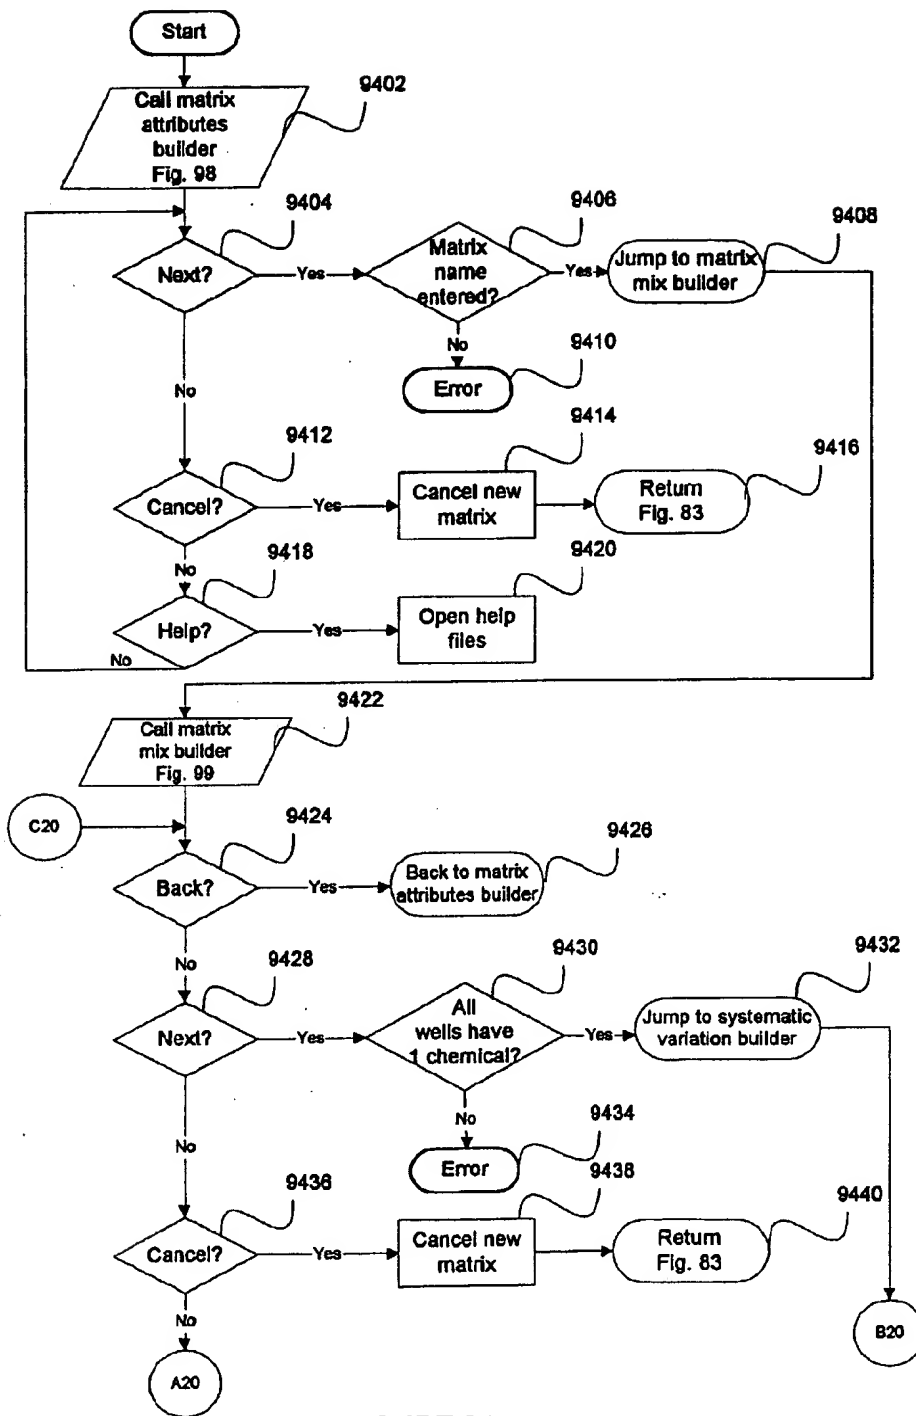 Start
Call matrix
attributes
builder
Fig. 98
9402
9404
Next?
Yes
9406
Matrix
name
entered?
Yes
9408
Jump to matrix
mix builder
No
No
9410
Error
9412
Cancel?
Yes
9414
Cancel new
matrix
9416
Return
Fig. 83
No
9418
Help?
Yes
No
9420
Open help
files
9422
Call matrix
mix builder
Fig. 99
C20
9424
Back?
Yes
9426
Back to matrix
attributes builder
No
9428
Next?
Yes
9430
All
wells have
1 chemical?
Yes
9432
Jump to systematic
variation builder
No
No
9434
Error
9436
Cancel?
Yes
9438
Cancel new
matrix
9440
Return
Fig. 83
No
A20
B20